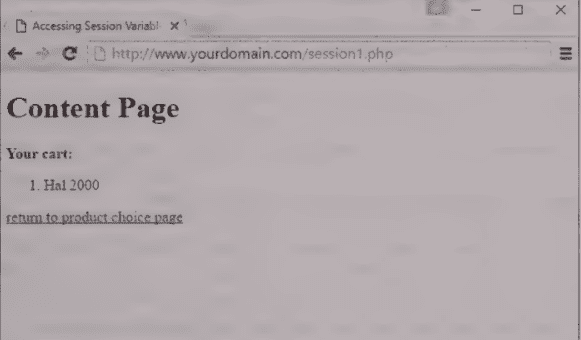 Accessing Session Variabl
http://www.yourdomain.com/session1.php
Content Page
Your cart:
1. Hal 2000
return to product choice page